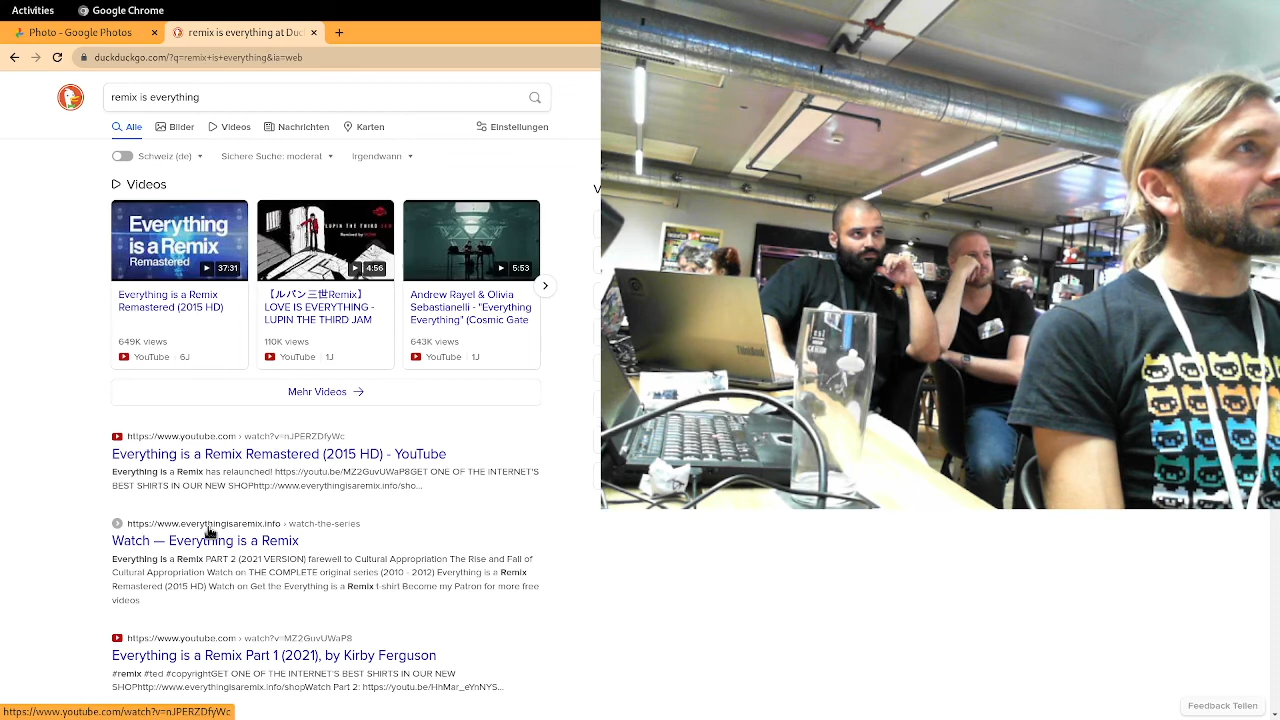 Activities
Google Chrome
Photo - Google Photos
remix is everything at Duc
duckduckgo.com/?q=remix+is+everything&ia=web
remix is everything
Alle
Bilder
Videos
Nachrichten
Karten
Einstellungen
Schweiz (de)
Sichere Suche: moderat
Irgendwann
Videos
Everything
is a Remix
Remastered
37:31
LUPIN THE THIRD JAM
4:56
5:53
Everything is a Remix
Remastered (2015 HD)
649K views
YouTube
6J
【ルパン三世Remix】
LOVE IS EVERYTHING -
LUPIN THE THIRD JAM
110K views
YouTube
1J
Andrew Rayel & Olivia
Sebastianelli - "Everything
Everything" (Cosmic Gate
643K views
YouTube
1J
Mehr Videos
https://www.youtube.com › watch?v=nJPERZDfyWc
Everything is a Remix Remastered (2015 HD) - YouTube
Everything is a Remix has relaunched! https://youtu.be/MZ2GuvUWaP8GET ONE OF THE INTERNET'S
BEST SHIRTS IN OUR NEW SHOPhttp://www.everythingisaremix.info/sho...
https://www.everythingisaremix.info › watch-the-series
Watch — Everything is a Remix
Everything is a Remix PART 2 (2021 VERSION) farewell to Cultural Appropriation The Rise and Fall of
Cultural Appropriation Watch on THE COMPLETE original series (2010 - 2012) Everything is a Remix
Remastered (2015 HD) Watch on Get the Everything is a Remix t-shirt Become my Patron for more free
videos
https://www.youtube.com › watch?v=MZ2GuvUWaP8
Everything is a Remix Part 1 (2021), by Kirby Ferguson
#remix #ted #copyrightGET ONE OF THE INTERNET'S BEST SHIRTS IN OUR NEW
SHOPhttp://www.everythingisaremix.info/shopWatch Part 2: https://youtu.be/HhMar_eYnNYS...
https://www.youtube.com/watch?v=nJPERZDfyWc
ThinkBook
Feedback Teilen